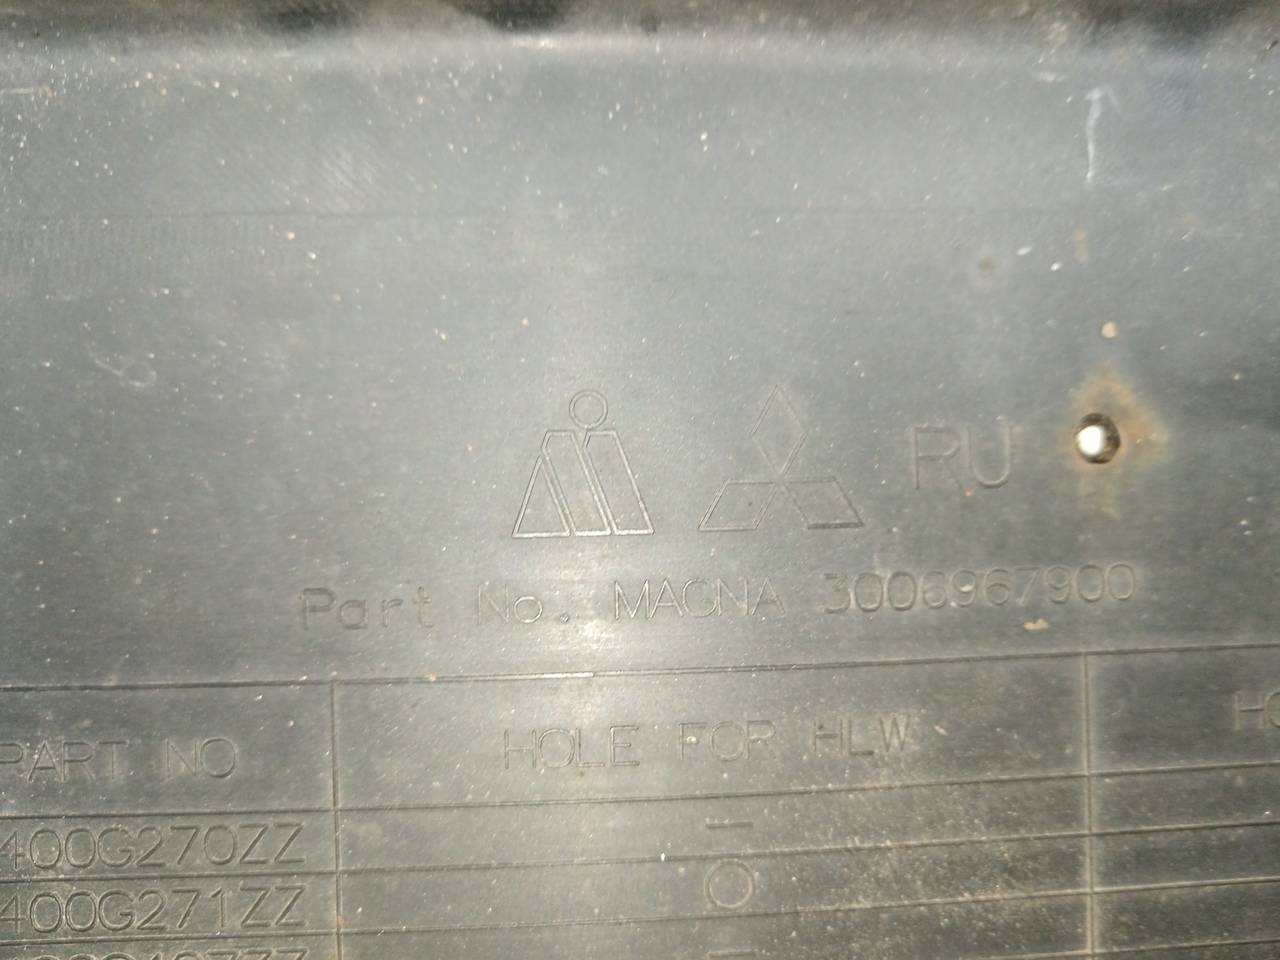 RU
Part No. MAGNA 3006967900
PART NO HOLE FOR HLW
400G270ZZ —
400G271ZZ O